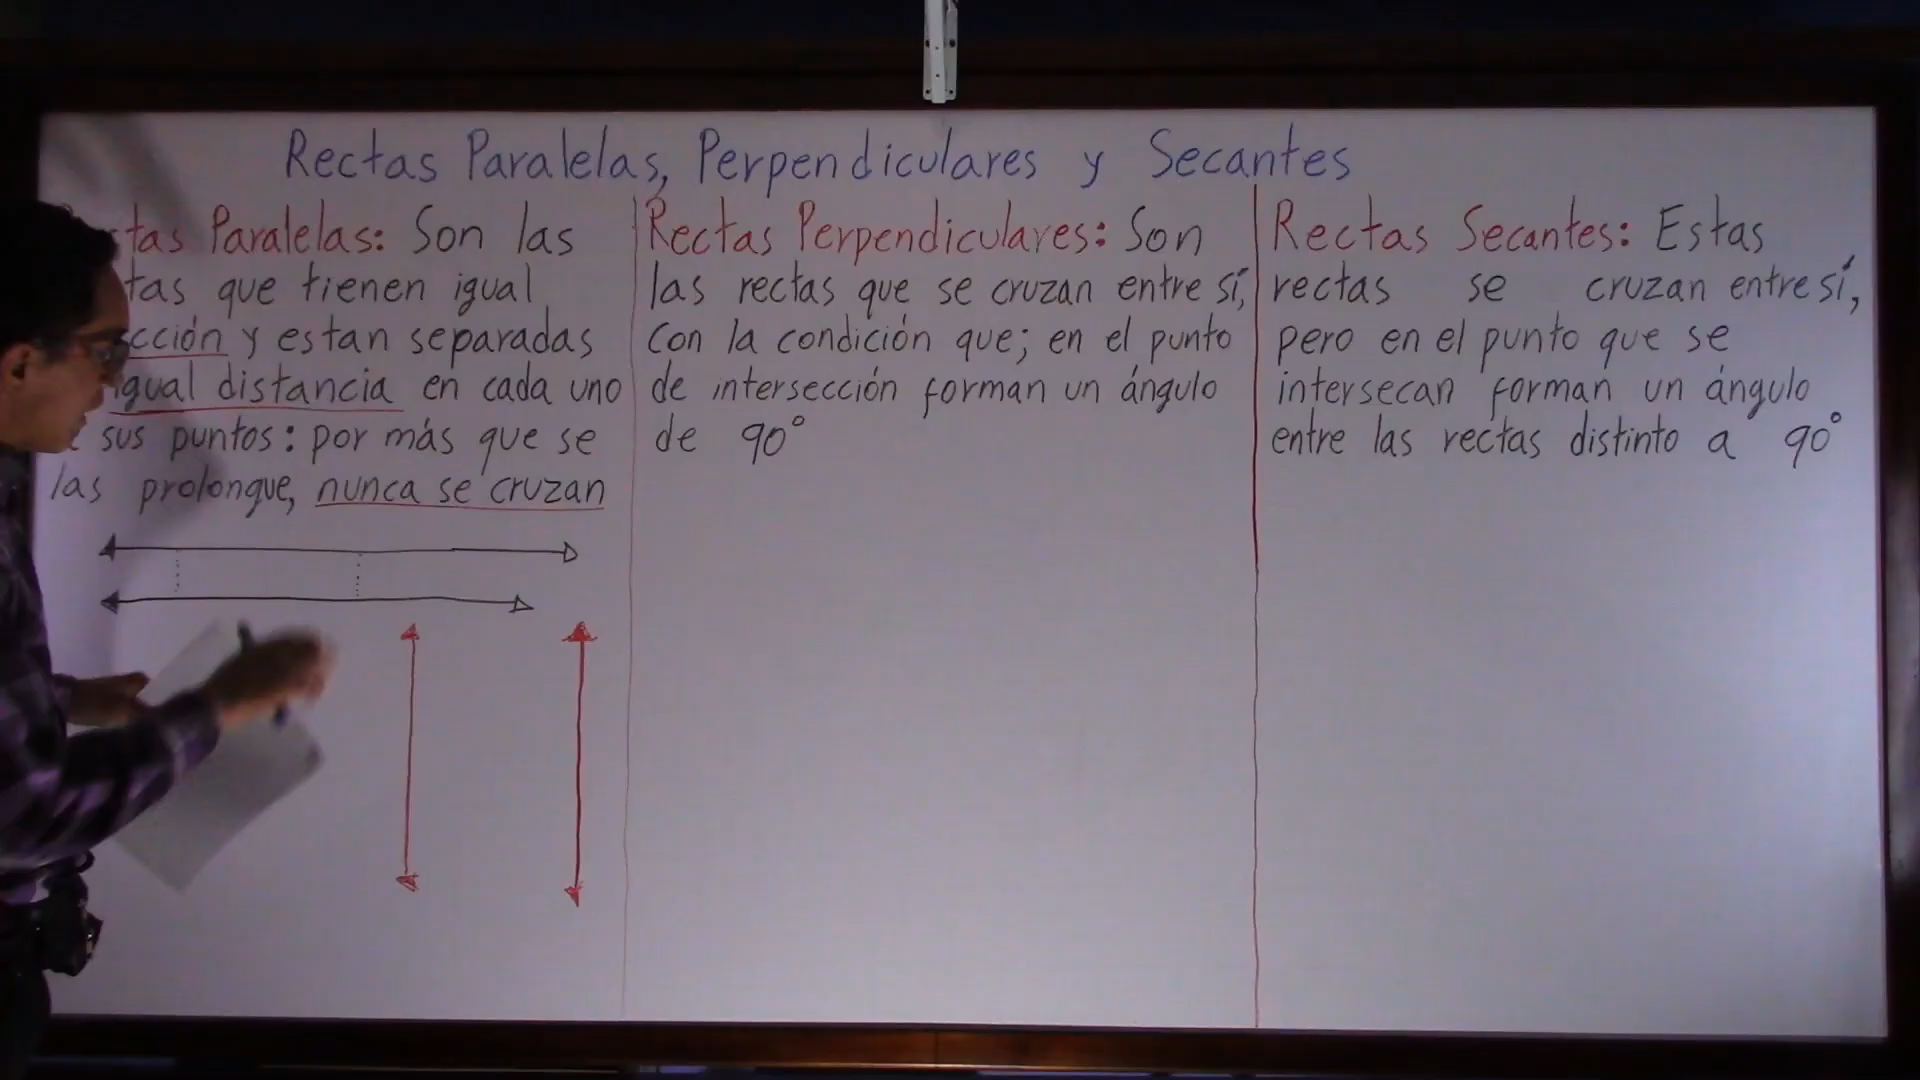 Rectas Paralelas, Perpendiculares y Secantes
Paralelas: Son las
que tienen igual
y estan separadas
igual distancia en cada uno
sus puntos: por más que se
las prolongue, nunca se cruzan
Rectas Perpendiculares: Son
las rectas que se cruzan entre sí,
con la condición que; en el punto
de intersección forman un ángulo
de 90°
Rectas Secantes: Estas
rectas se cruzan entre sí,
pero en el punto que se
intersecan forman un ángulo
entre las rectas distinto a 90°